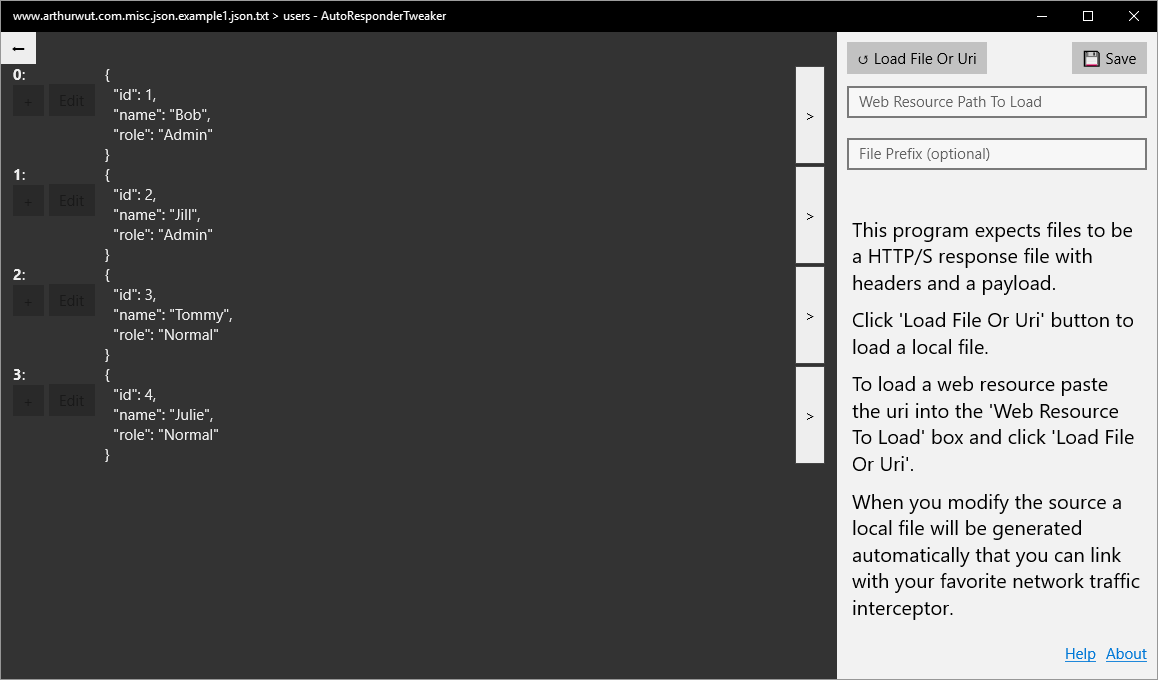 www.arthurwut.com.misc.json.example1.json.txt > users - AutoResponderTweaker
←
0:
+ Edit
{
"id": 1,
"name": "Bob",
"role": "Admin"
}
>
1:
+ Edit
{
"id": 2,
"name": "Jill",
"role": "Admin"
}
>
2:
+ Edit
{
"id": 3,
"name": "Tommy",
"role": "Normal"
}
>
3:
+ Edit
{
"id": 4,
"name": "Julie",
"role": "Normal"
}
>
↺ Load File Or Uri
Save
Web Resource Path To Load
File Prefix (optional)
This program expects files to be
a HTTP/S response file with
headers and a payload.
Click 'Load File Or Uri' button to
load a local file.
To load a web resource paste
the uri into the 'Web Resource
To Load' box and click 'Load File
Or Uri'.
When you modify the source a
local file will be generated
automatically that you can link
with your favorite network traffic
interceptor.
Help About